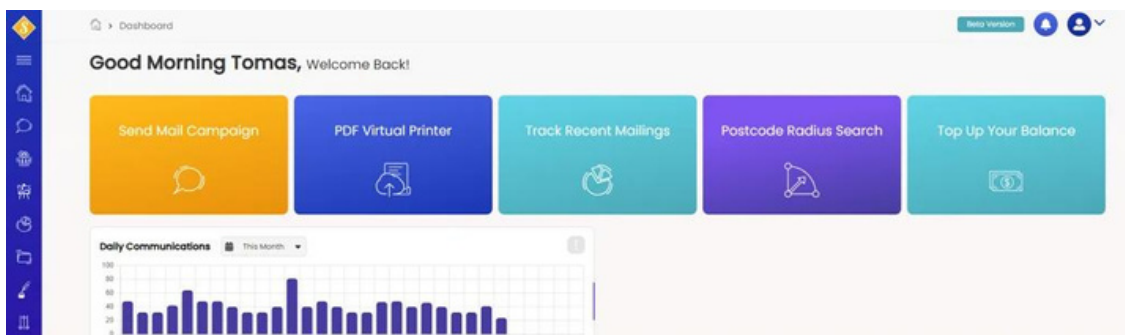 Dashboard
Beta Version
Good Morning Tomas, Welcome Back!
Send Mail Campaign
PDF Virtual Printer
Track Recent Mailings
Postcode Radius Search
Top Up Your Balance
Daily Communications
This Month
100
80
60
40
20
0